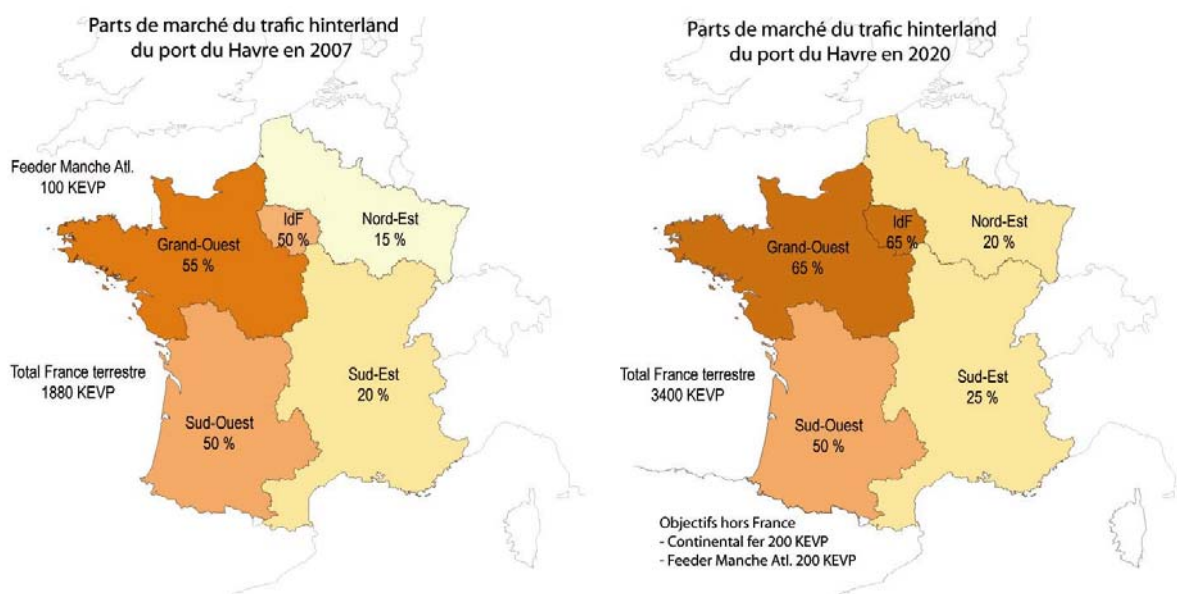 Parts de marché du trafic hinterland
du port du Havre en 2007
Feeder Manche Atl.
100 KEVP
IdF
50 %
Nord-Est
15 %
Grand-Ouest
55 %
Total France terrestre
1880 KEVP
Sud-Est
20 %
Sud-Ouest
50 %
Parts de marché du trafic hinterland
du port du Havre en 2020
IdF
65 %
Nord-Est
20 %
Grand-Ouest
65 %
Total France terrestre
3400 KEVP
Sud-Est
25 %
Sud-Ouest
50 %
Objectifs hors France
- Continental fer 200 KEVP
- Feeder Manche Atl. 200 KEVP